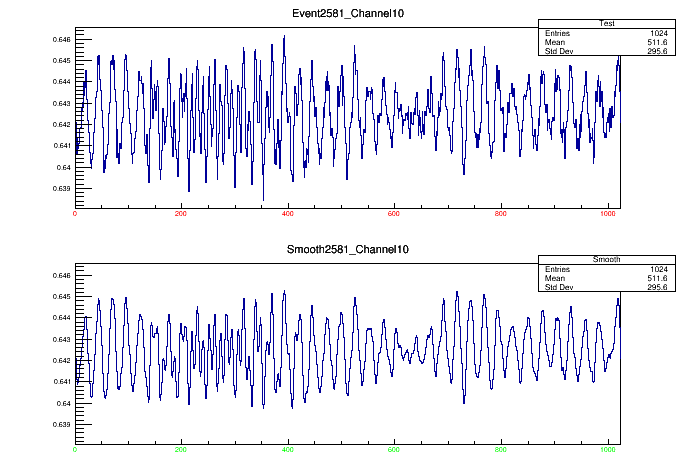 Event2581_Channel10
Test
Entries 1024
Mean 511.6
Std Dev 295.6
0.646
0.645
0.644
0.643
0.642
0.641
0.64
0.639
0 200 400 600 800 1000
Smooth2581_Channel10
Smooth
Entries 1024
Mean 511.6
Std Dev 295.6
0.646
0.645
0.644
0.643
0.642
0.641
0.64
0.639
0 200 400 600 800 1000